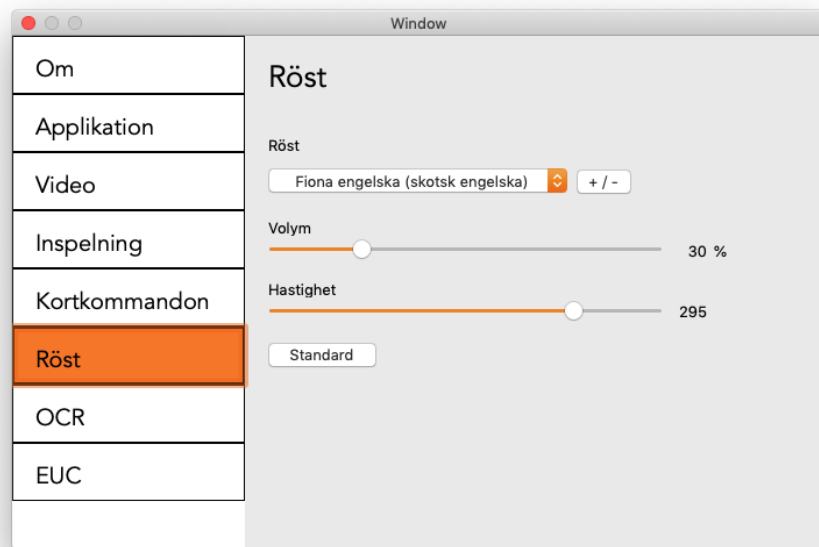 Window
Om
Applikation
Video
Inspelning
Kortkommandon
Röst
OCR
EUC
Röst
Röst
Fiona engelska (skotsk engelska)
+ / -
Volym
30 %
Hastighet
295
Standard